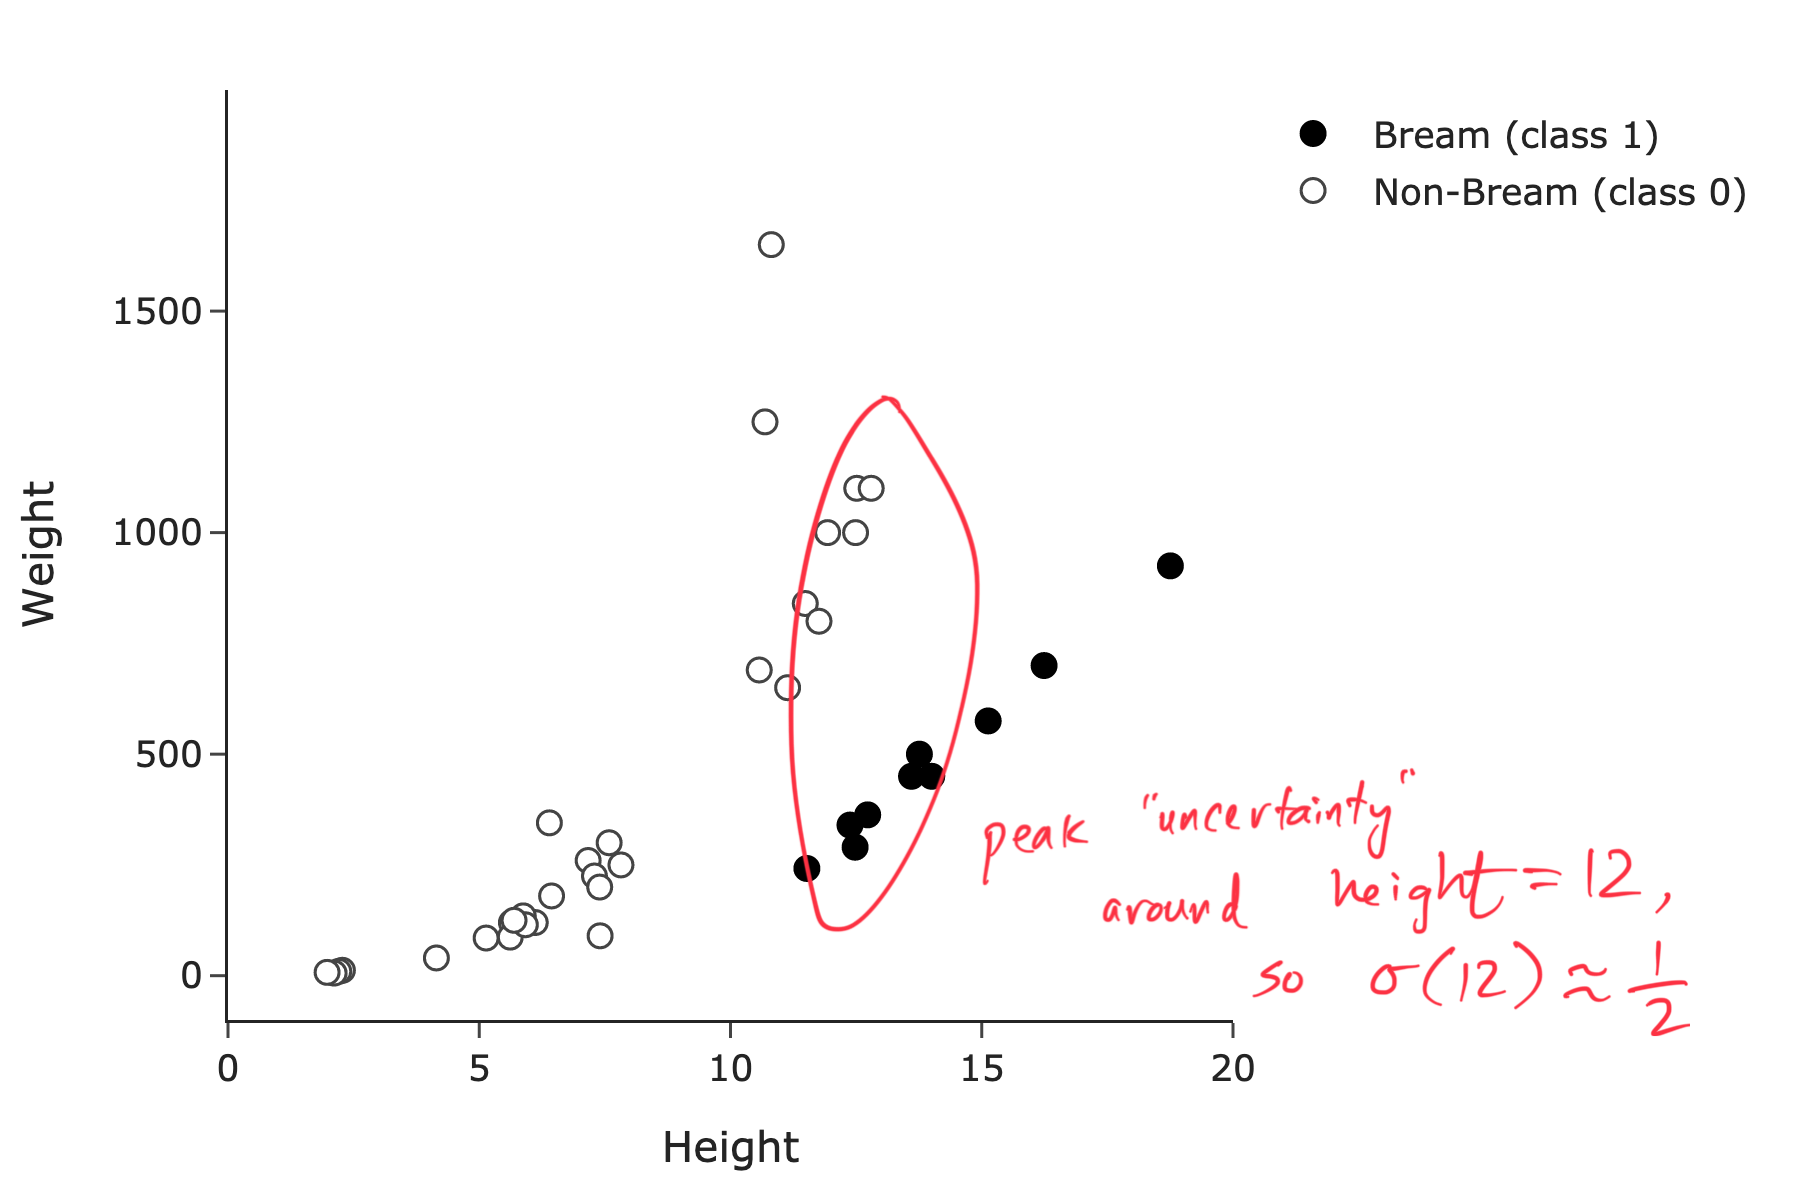 Bream (class 1)
Non-Bream (class 0)
1500
1000
500
0
Weight
peak "uncertainty"
around height = 12,
so σ(12) ≈ 1/2
0 5 10 15 20
Height